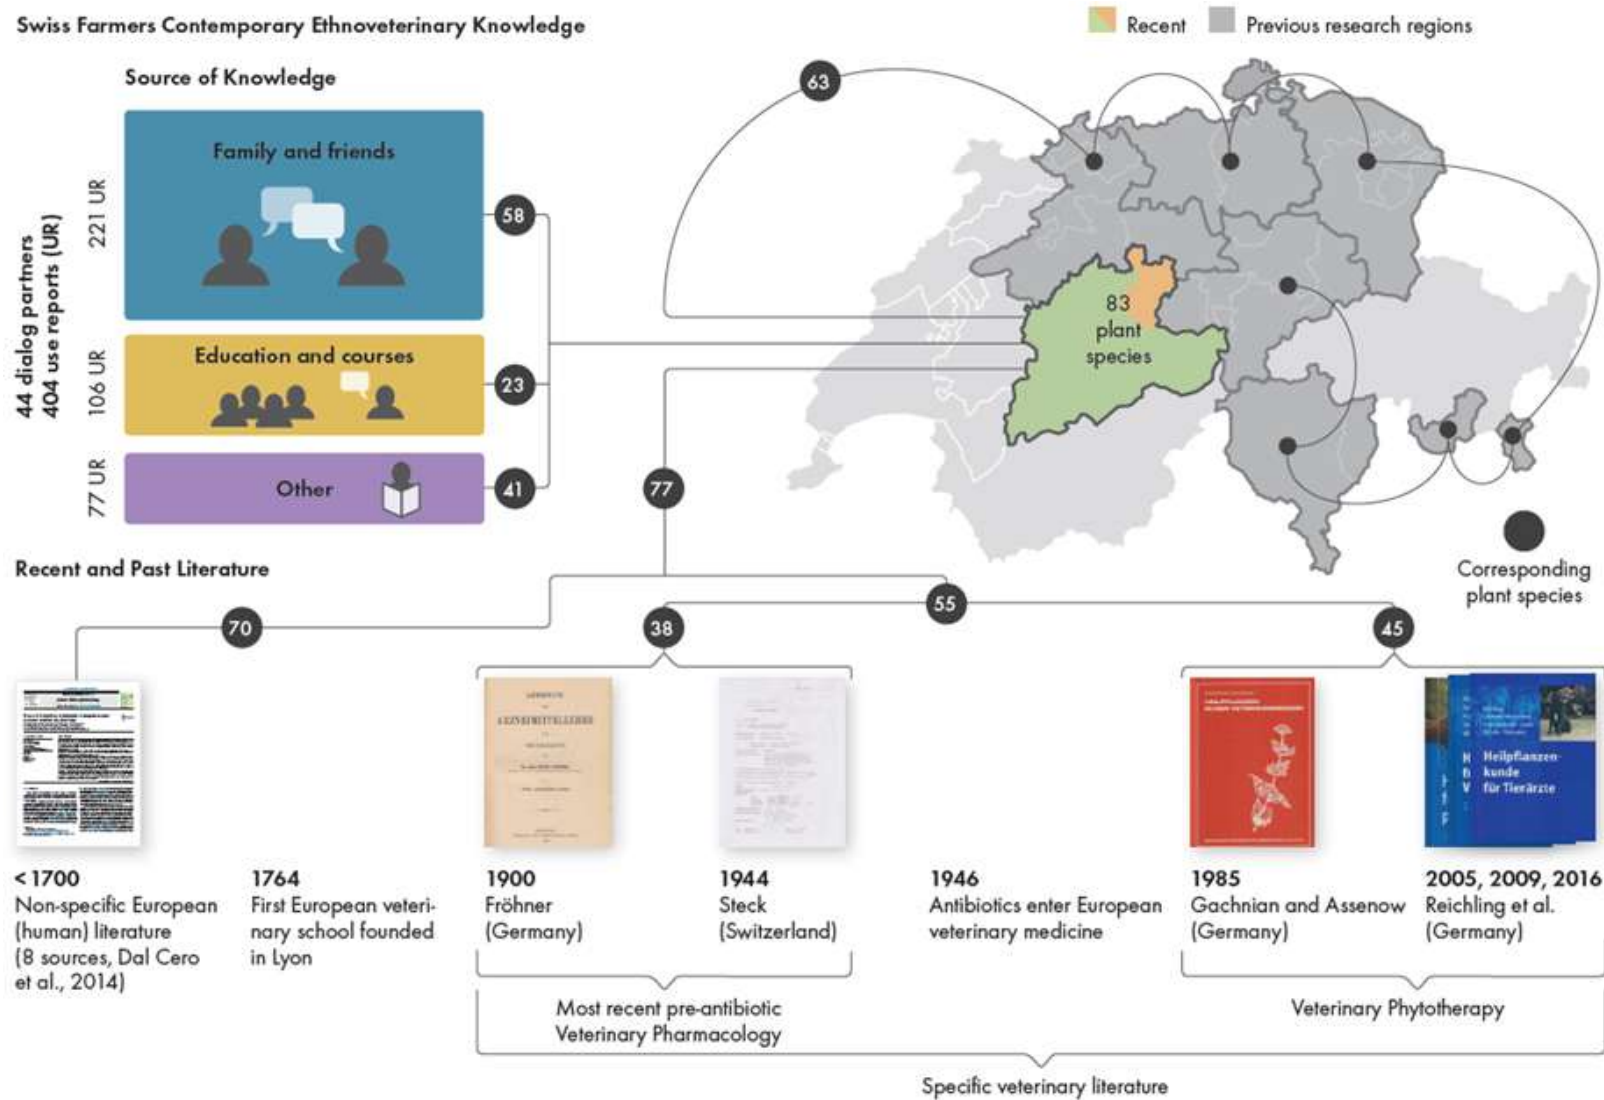 Swiss Farmers Contemporary Ethnoveterinary Knowledge
Recent
Previous research regions
Source of Knowledge
63
Family and friends
221 UR
58
44 dialog partners
404 use reports (UR)
Education and courses
106 UR
23
Other
77 UR
41
83
plant
species
77
Corresponding
plant species
Recent and Past Literature
70
55
38
45
ARZNEIMITTELLEHRE
Heilpflanzen-
kunde
für Tierärzte
< 1700
Non-specific European
(human) literature
(8 sources, Dal Cero
et al., 2014)
1764
First European veteri-
nary school founded
in Lyon
1900
Fröhner
(Germany)
1944
Steck
(Switzerland)
1946
Antibiotics enter European
veterinary medicine
1985
Gachnian and Assenow
(Germany)
2005, 2009, 2016
Reichling et al.
(Germany)
Most recent pre-antibiotic
Veterinary Pharmacology
Veterinary Phytotherapy
Specific veterinary literature